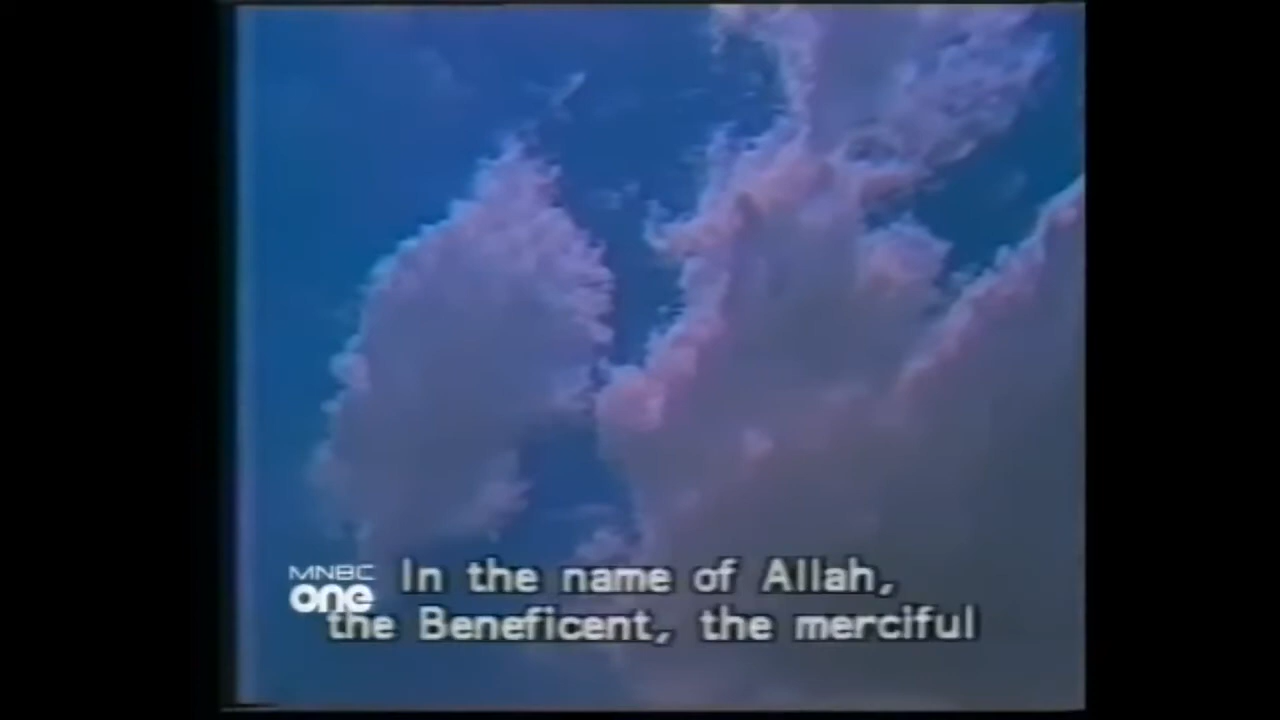 MNBC
one
In the name of Allah,
the Beneficent, the merciful